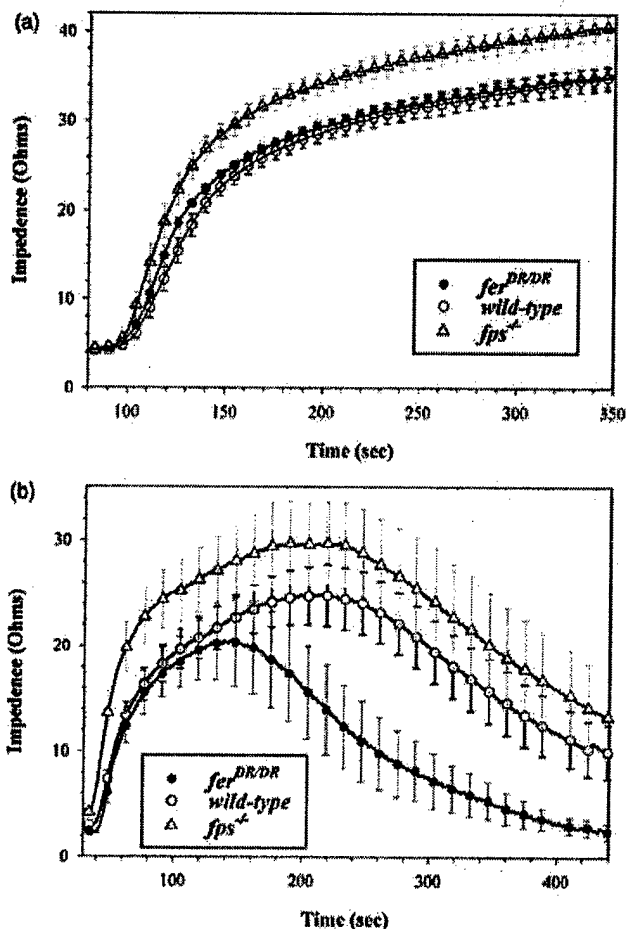 (a)
40
30
20
10
0
Impedence (Ohms)
fer^DR/DR
wild-type
fps^-/-
100 150 200 250 300 350
Time (sec)
(b)
30
20
10
0
Impedence (Ohms)
fer^DR/DR
wild-type
fps^-/-
100 200 300 400
Time (sec)